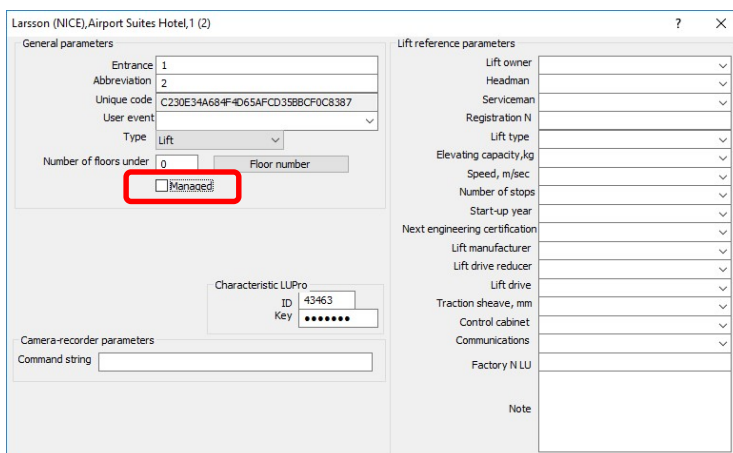 Larsson (NICE),Airport Suites Hotel,1 (2)
General parameters
Entrance 1
Abbreviation 2
Unique code C230E34A684F4D65AFCD35BBCF0C8387
User event
Type Lift
Number of floors under 0 Floor number
Managed
Characteristic LUPro
ID 43463
Key •••••••
Camera-recorder parameters
Command string
Lift reference parameters
Lift owner
Headman
Serviceman
Registration N
Lift type
Elevating capacity,kg
Speed, m/sec
Number of stops
Start-up year
Next engineering certification
Lift manufacturer
Lift drive reducer
Lift drive
Traction sheave, mm
Control cabinet
Communications
Factory N LU
Note